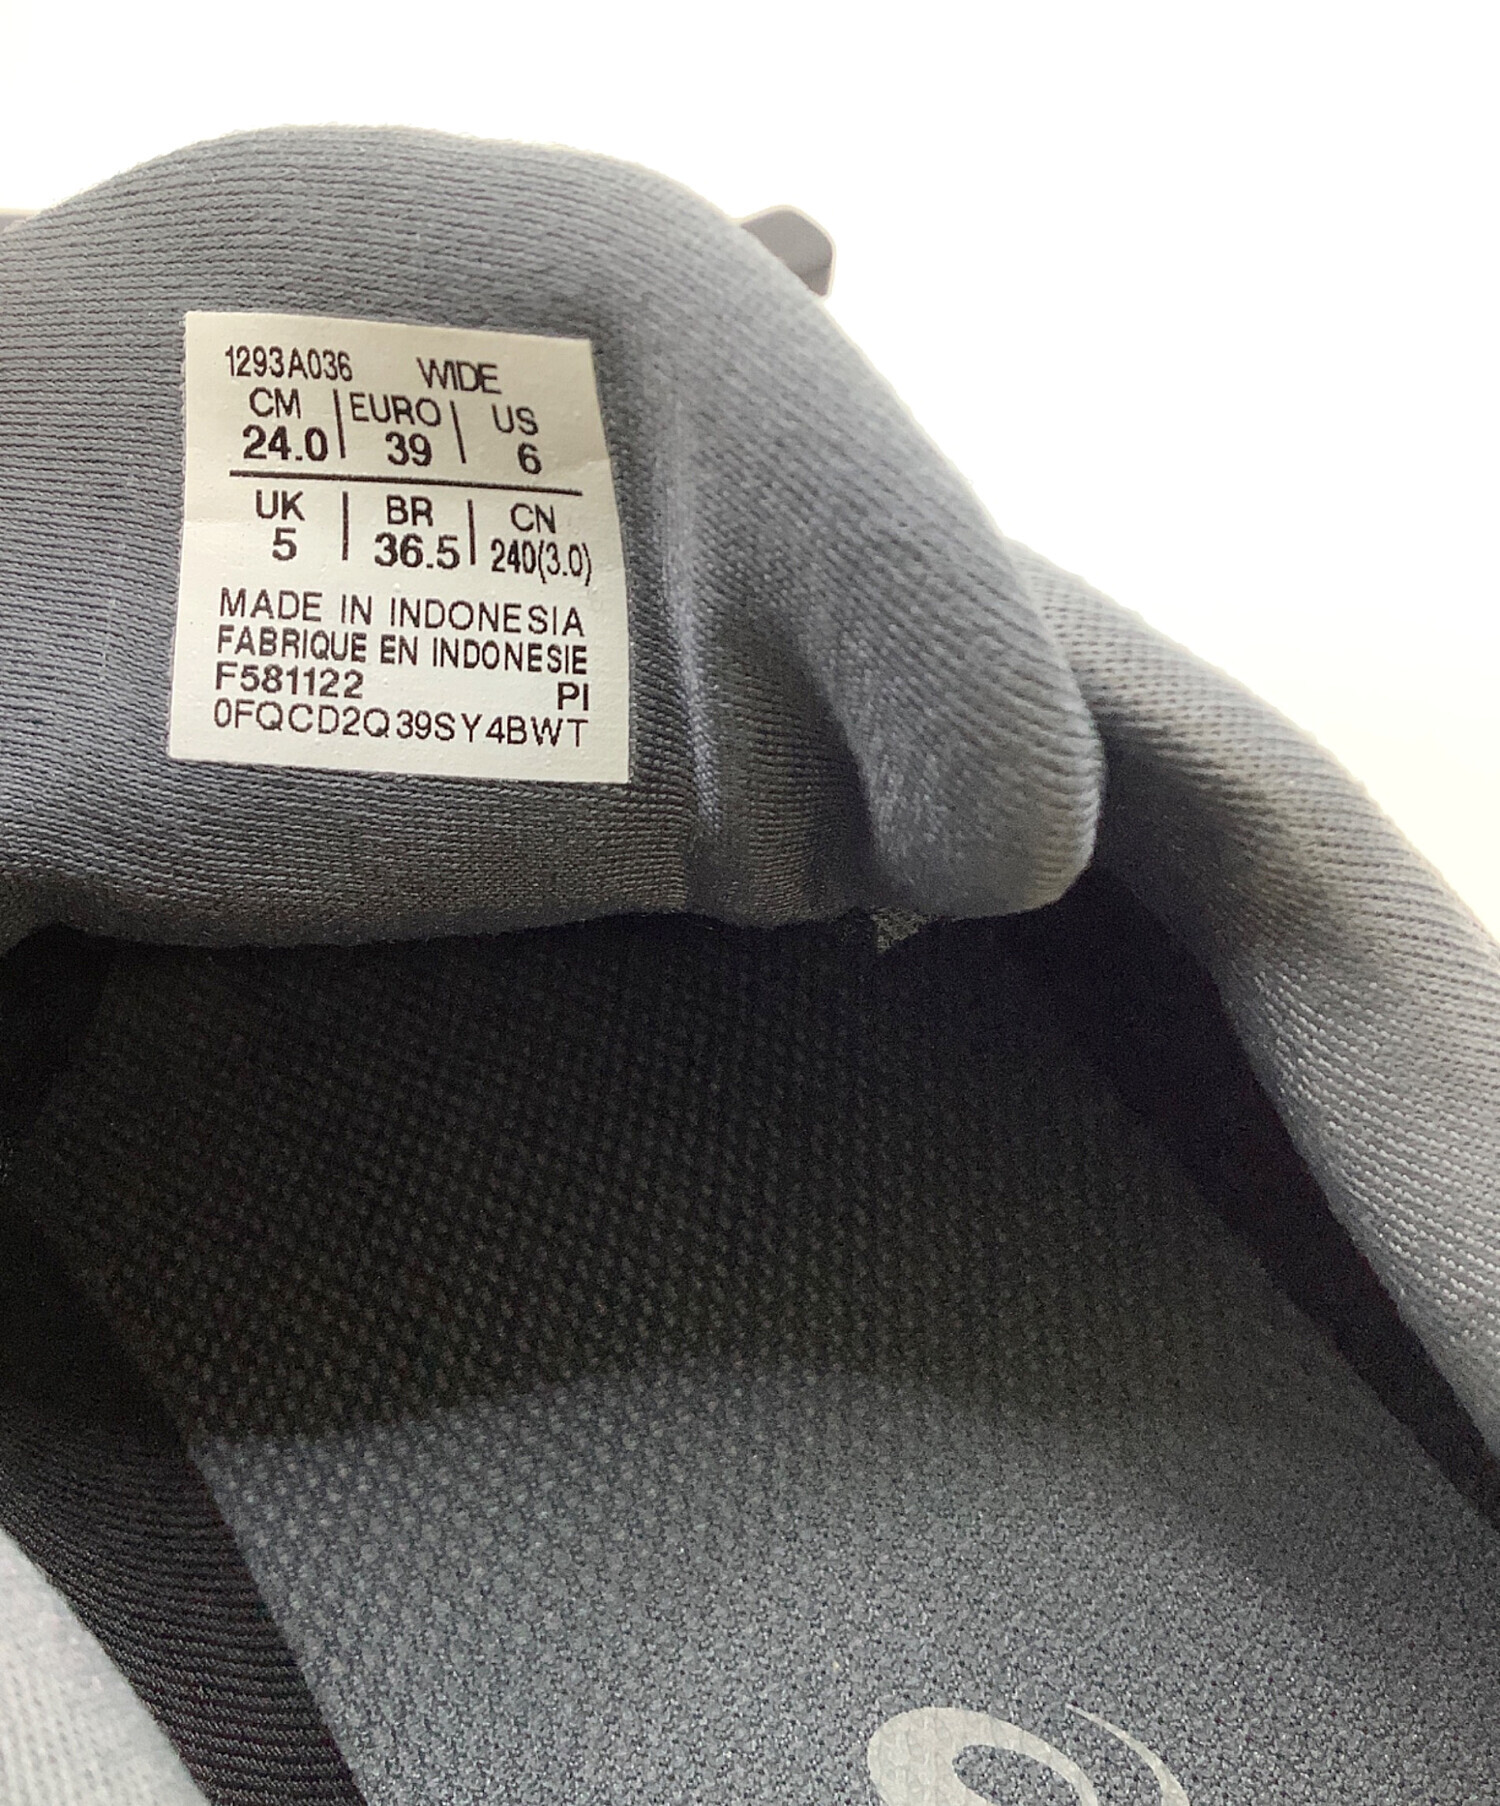 1293A036 WIDE
CM | EURO | US
24.0 | 39 | 6
UK | BR | CN
5 | 36.5 | 240(3.0)
MADE IN INDONESIA
FABRIQUE EN INDONESIE
F581122 PI
0FQCD2Q39SY4BWT